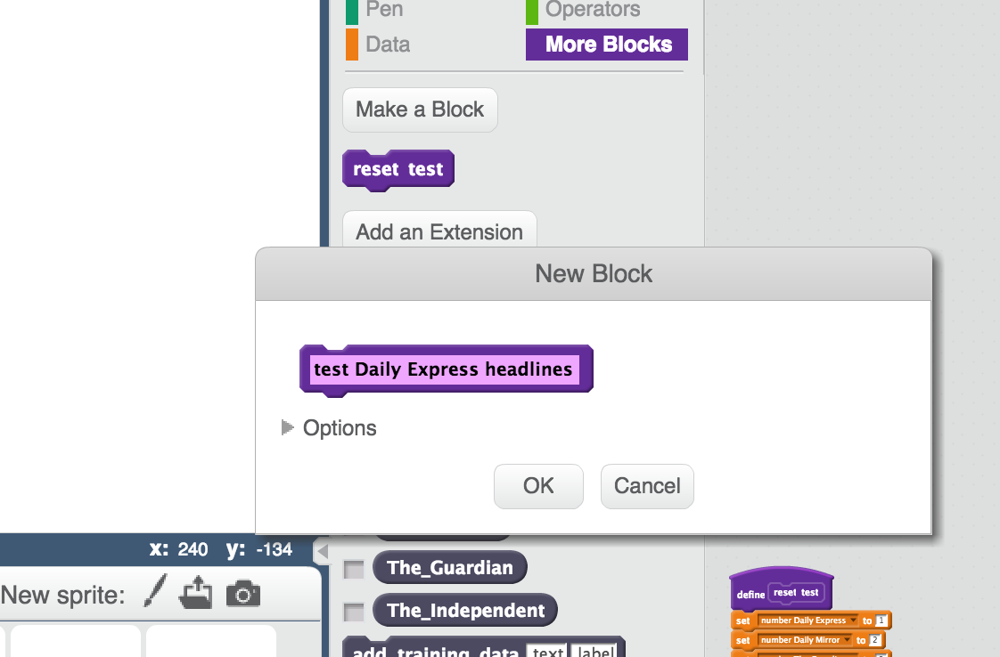 Pen
Operators
Data
More Blocks
Make a Block
reset test
Add an Extension
New Block
test Daily Express headlines
Options
OK
Cancel
x: 240 y: -134
The_Guardian
New sprite:
The_Independent
define reset test
set number Daily Express to 1
set number Daily Mirror to 2
add training data text label